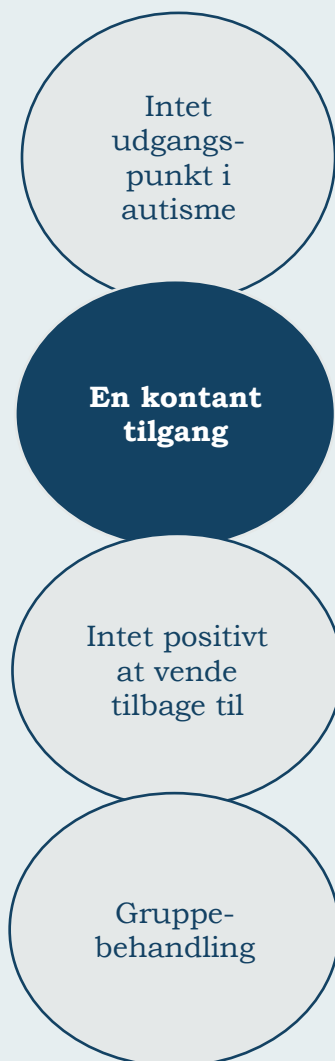 Intet
udgangs-
punkt i
autisme
En kontant
tilgang
Intet positivt
at vende
tilbage til
Gruppe-
behandling